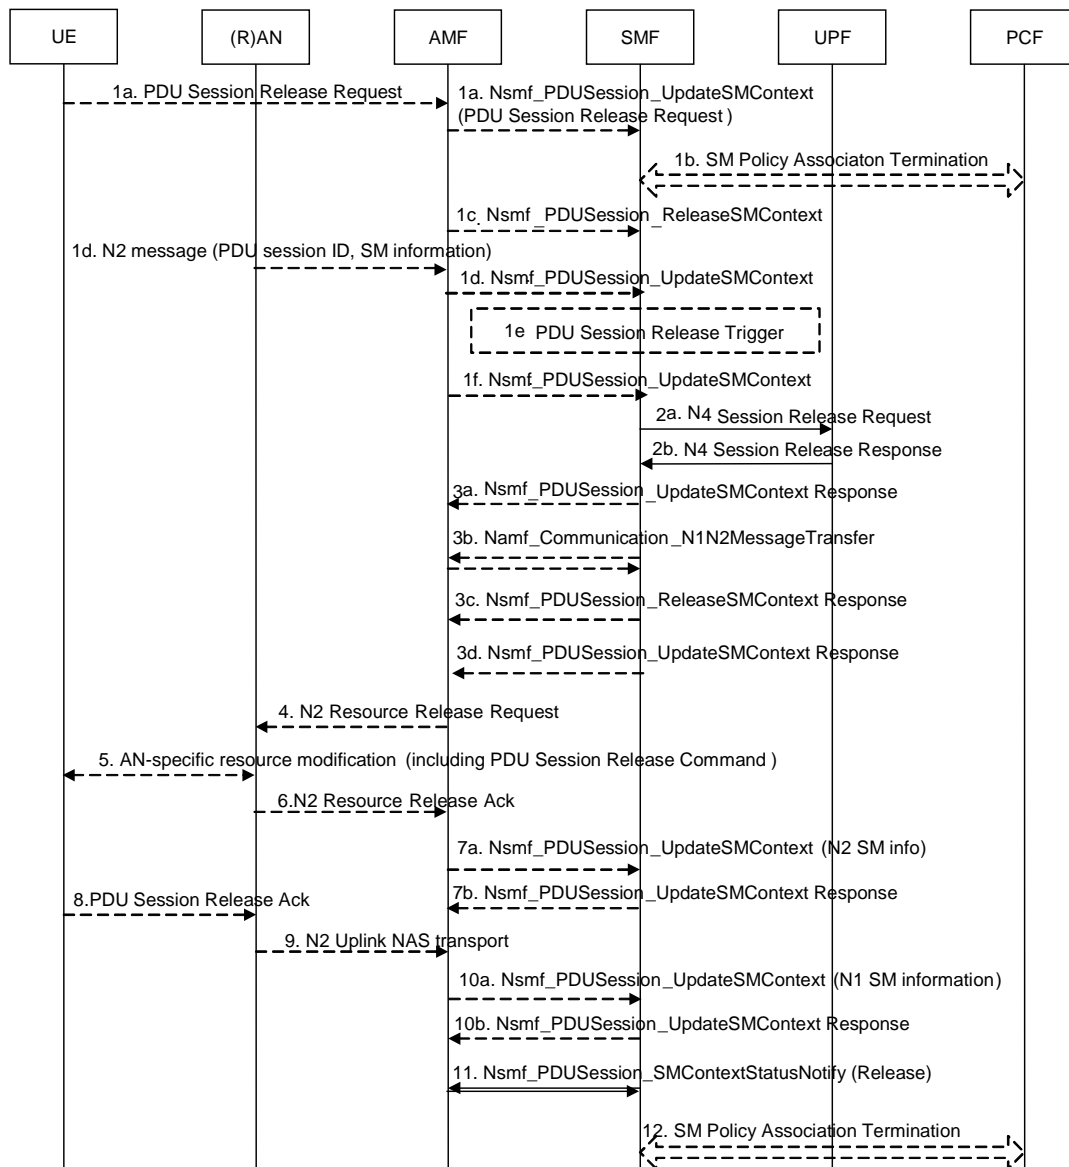 UE
(R)AN
AMF
SMF
UPF
PCF
1a. PDU Session Release Request
1a. Nsmf_PDUSession_UpdateSMContext
(PDU Session Release Request )
1b. SM Policy Associaton Termination
1c. Nsmf_PDUSession_ReleaseSMContext
1d. N2 message (PDU session ID, SM information)
1d. Nsmf_PDUSession_UpdateSMContext
1e PDU Session Release Trigger
1f. Nsmf_PDUSession_UpdateSMContext
2a. N4 Session Release Request
2b. N4 Session Release Response
3a. Nsmf_PDUSession_UpdateSMContext Response
3b. Namf_Communication_N1N2MessageTransfer
3c. Nsmf_PDUSession_ReleaseSMContext Response
3d. Nsmf_PDUSession_UpdateSMContext Response
4. N2 Resource Release Request
5. AN-specific resource modification (including PDU Session Release Command )
6.N2 Resource Release Ack
7a. Nsmf_PDUSession_UpdateSMContext (N2 SM info)
7b. Nsmf_PDUSession_UpdateSMContext Response
8.PDU Session Release Ack
9. N2 Uplink NAS transport
10a. Nsmf_PDUSession_UpdateSMContext (N1 SM information)
10b. Nsmf_PDUSession_UpdateSMContext Response
11. Nsmf_PDUSession_SMContextStatusNotify (Release)
12. SM Policy Association Termination